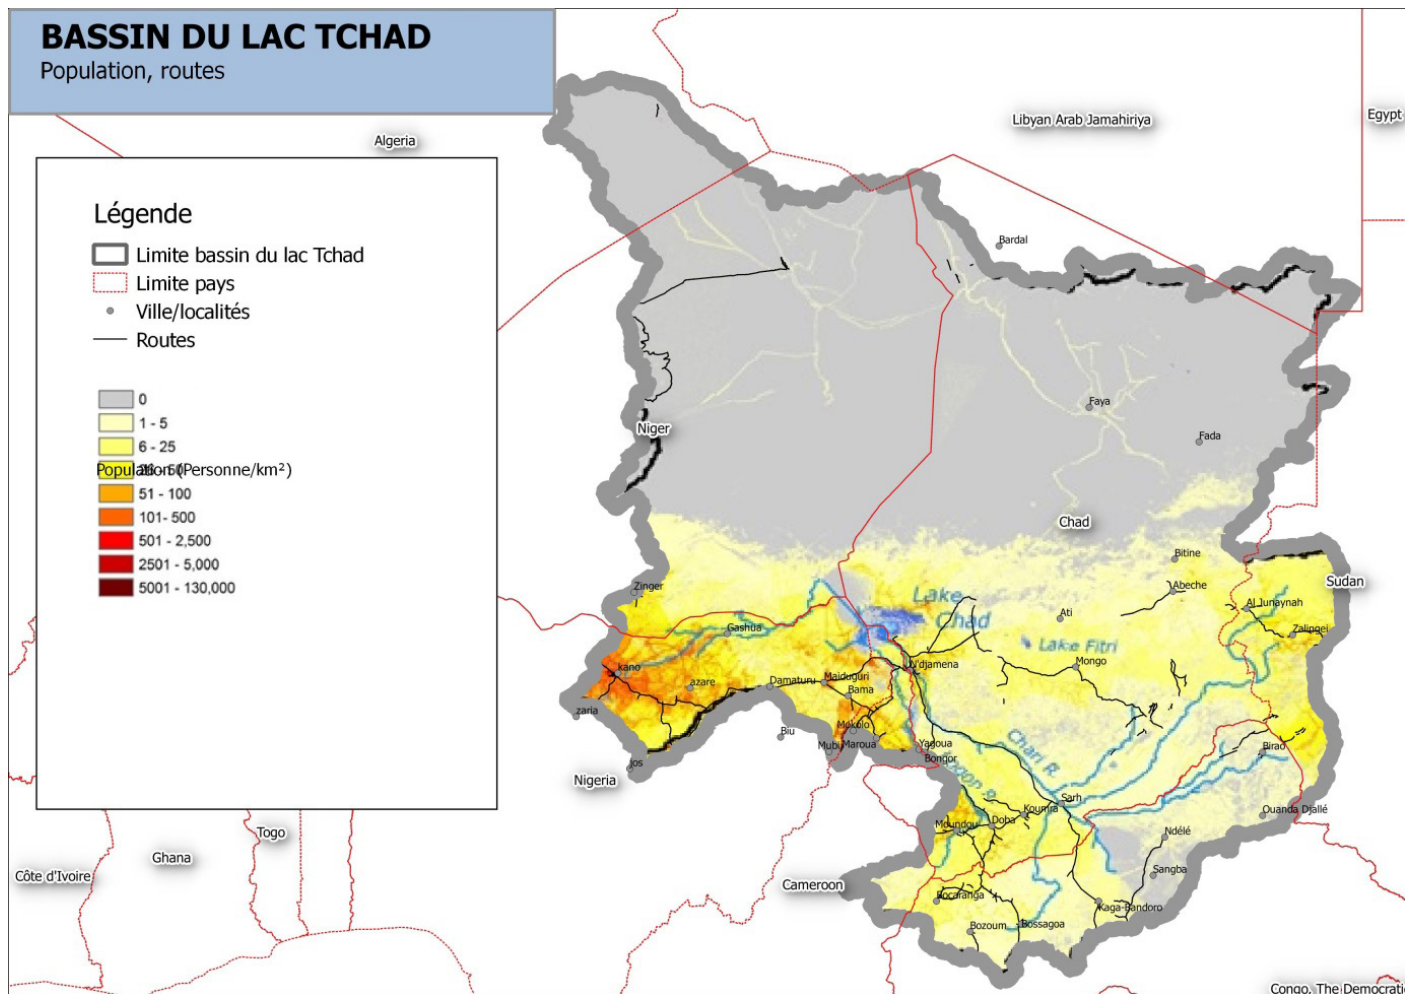 BASSIN DU LAC TCHAD
Population, routes
Algeria
Libyan Arab Jamahiriya
Egypt
Légende
Limite bassin du lac Tchad
Limite pays
Ville/localités
Routes
0
1 - 5
6 - 25
26 - 50
Population (Personne/km²)
51 - 100
101- 500
501 - 2,500
2501 - 5,000
5001 - 130,000
Bardal
Niger
Faya
Fada
Chad
Bitine
Zinger
Abeche
Sudan
Lake
Chad
Al Junaynah
Ati
Gashua
Zalingei
Lake Fitri
kano
N'djamena
Mongo
azare
Damaturu
Maiduguri
Bama
zaria
Mokolo
Biu
Mubi
Maroua
Yagoua
Bongor
Chari R.
Birao
jos
Nigeria
Logon R.
Sarh
Koumra
Ouanda Djallé
Moundou
Doba
Ndélé
Togo
Ghana
Côte d'Ivoire
Cameroon
Sangba
Bocaranga
Kaga-Bandoro
Bozoum
Bossagoa
Congo, The Democratic